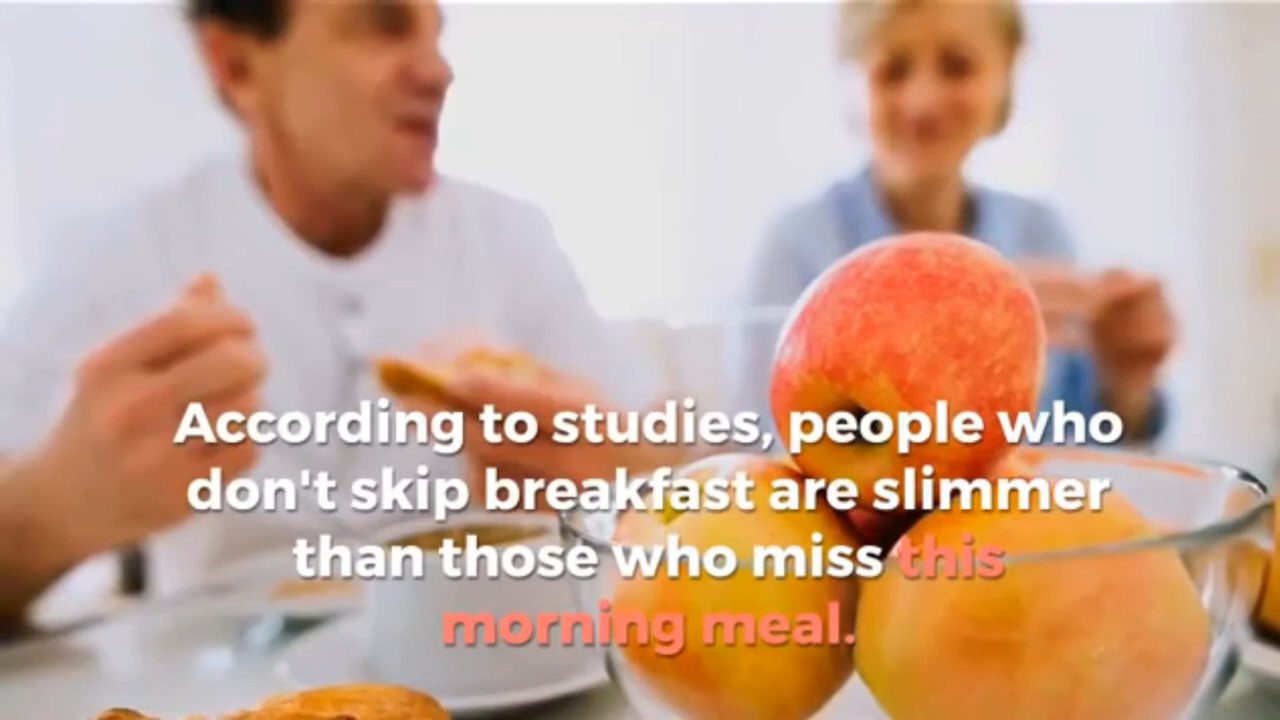 According to studies, people who
don't skip breakfast are slimmer
than those who miss this
morning meal.